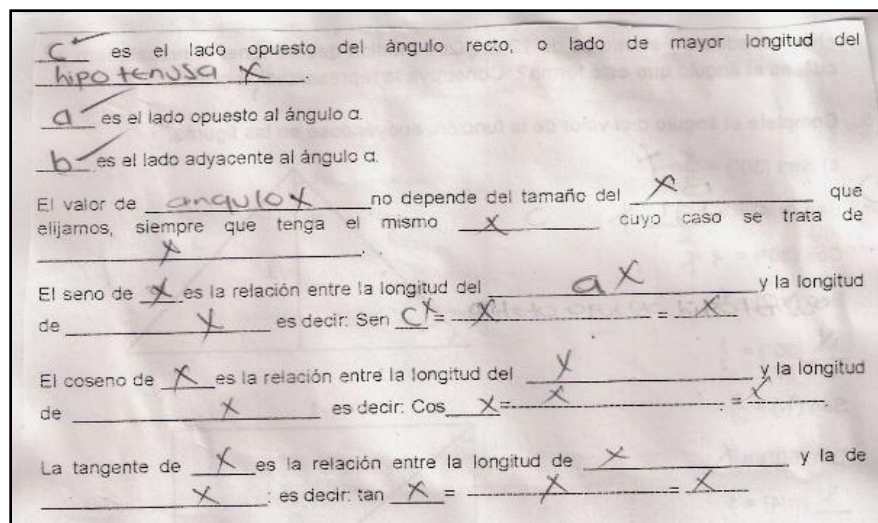 C ✓ es el lado opuesto del ángulo recto, o lado de mayor longitud del
hipotenusa X
a ✓ es el lado opuesto al ángulo α.
b ✓ es el lado adyacente al ángulo α.
El valor de angulo X no depende del tamaño del X que
elijamos, siempre que tenga el mismo X cuyo caso se trata de
X .
El seno de X es la relación entre la longitud del a X y la longitud
de X es decir: Sen C X = X = X
El coseno de X es la relación entre la longitud del X y la longitud
de X es decir: Cos X = X = X
La tangente de X es la relación entre la longitud de X y la de
X : es decir: tan X = X = X